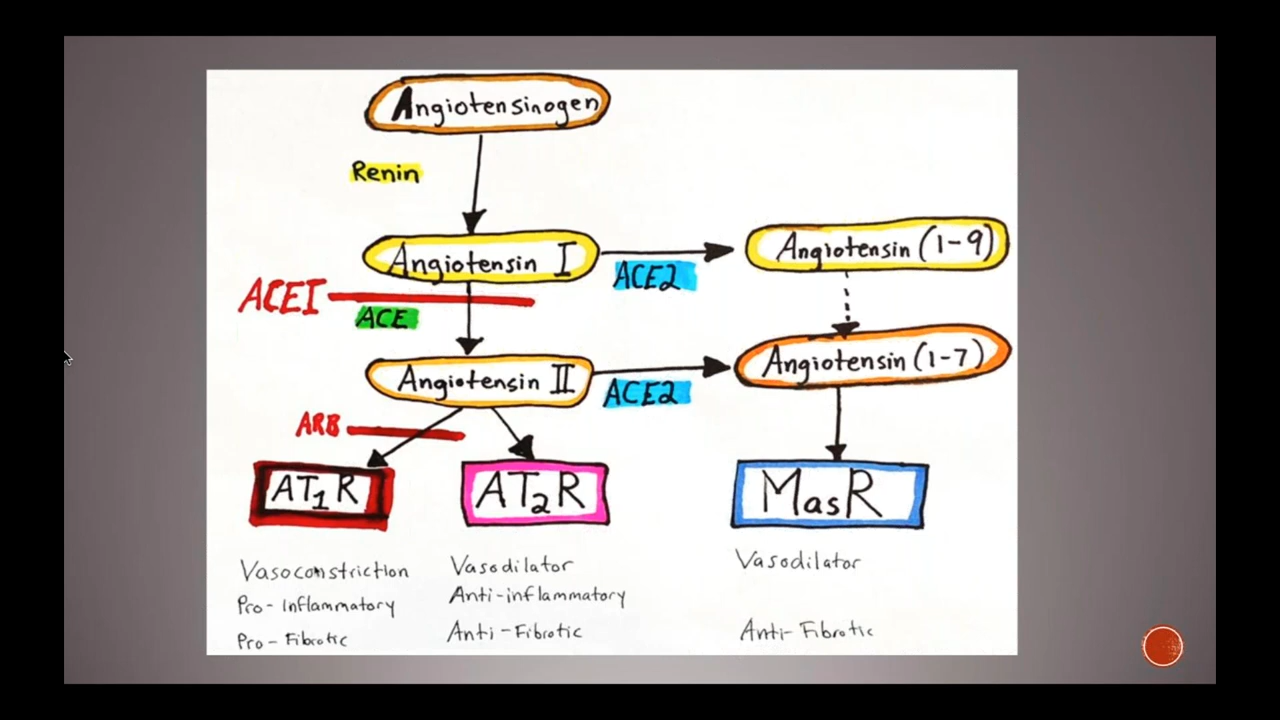 Angiotensinogen
Renin
Angiotensin I
ACE2
Angiotensin (1-9)
ACEI
ACE
Angiotensin II
ACE2
Angiotensin (1-7)
ARB
AT1R
AT2R
MasR
Vasoconstriction
Pro-Inflammatory
Pro-Fibrotic
Vasodilator
Anti-inflammatory
Anti-Fibrotic
Vasodilator
Anti-Fibrotic